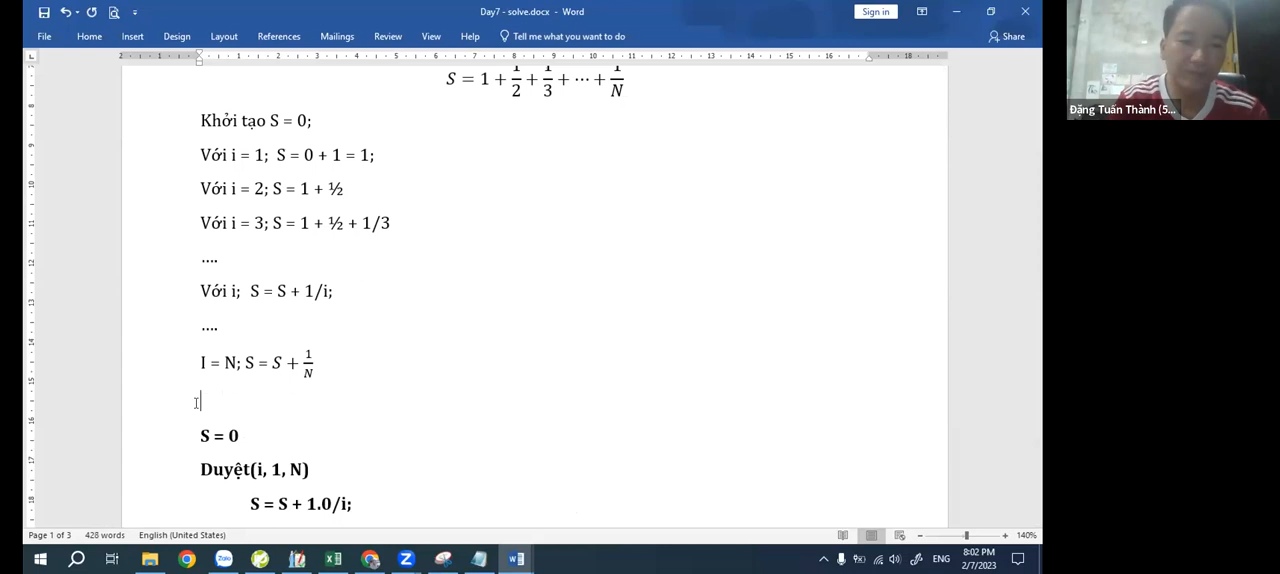 Day7 - solve.docx - Word
Sign in
File Home Insert Design Layout References Mailings Review View Help Tell me what you want to do Share
S = 1 + 1/2 + 1/3 + ⋯ + 1/N
Khởi tạo S = 0;
Với i = 1; S = 0 + 1 = 1;
Với i = 2; S = 1 + ½
Với i = 3; S = 1 + ½ + 1/3
....
Với i; S = S + 1/i;
....
I = N; S = S + 1/N
S = 0
Duyệt(i, 1, N)
S = S + 1.0/i;
Đặng Tuấn Thành (5...
Page 1 of 3 428 words English (United States) 140%
Zalo
ENG
8:02 PM
2/7/2023